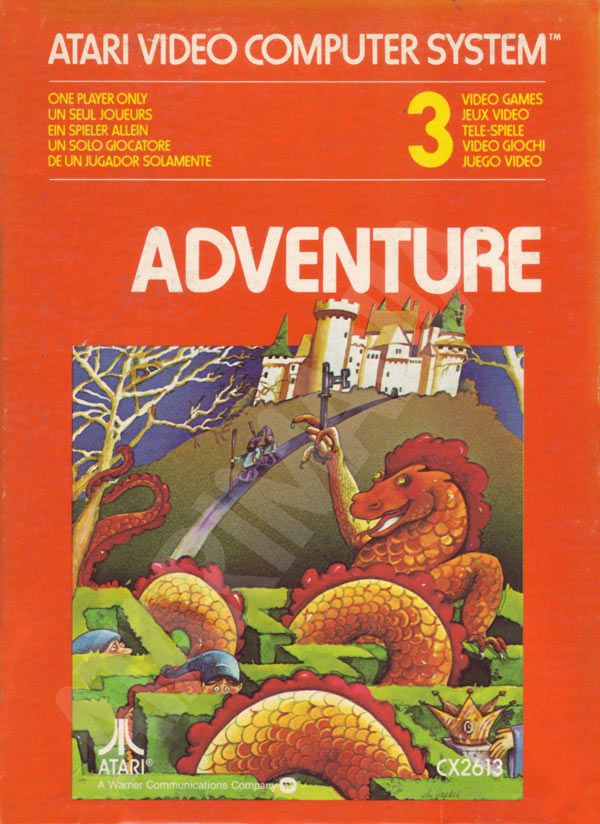 ATARI VIDEO COMPUTER SYSTEM™
ONE PLAYER ONLY
UN SEUL JOUEURS
EIN SPIELER ALLEIN
UN SOLO GIOCATORE
DE UN JUGADOR SOLAMENTE
3
VIDEO GAMES
JEUX VIDEO
TELE-SPIELE
VIDEO GIOCHI
JUEGO VIDEO
ADVENTURE
ATARI®
A Warner Communications Company
CX2613